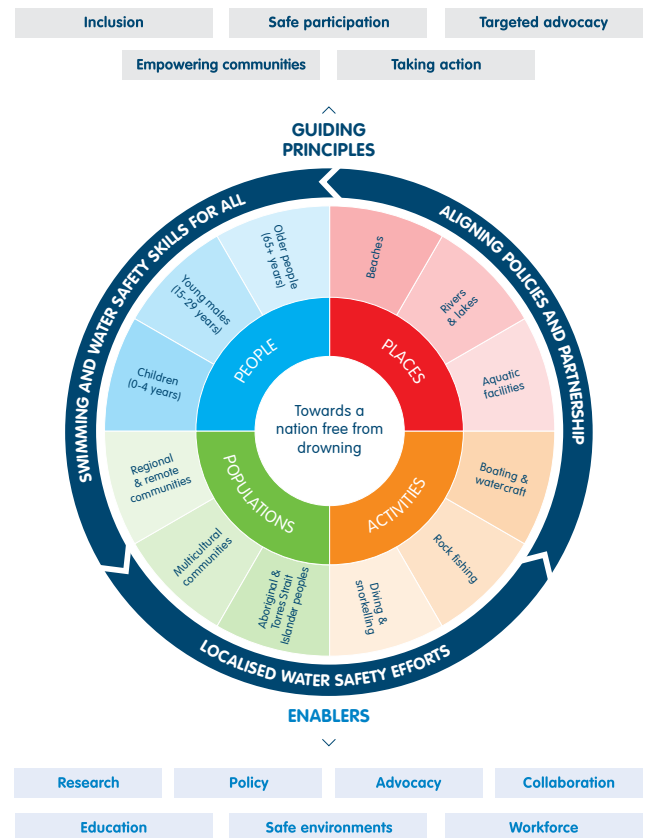 Inclusion
Safe participation
Targeted advocacy
Empowering communities
Taking action
GUIDING
PRINCIPLES
SWIMMING AND WATER SAFETY SKILLS FOR ALL
ALIGNING POLICIES AND PARTNERSHIP
Older people
(65+ years)
Beaches
Young males
(15-29 years)
Rivers
& lakes
Children
(0-4 years)
Aquatic
facilities
PEOPLE
PLACES
Towards a
nation free from
drowning
POPULATIONS
ACTIVITIES
Regional
& remote
communities
Boating &
watercraft
Multicultural
communities
Rock fishing
Aboriginal &
Torres Strait
Islander peoples
Diving &
snorkelling
LOCALISED WATER SAFETY EFFORTS
ENABLERS
Research
Policy
Advocacy
Collaboration
Education
Safe environments
Workforce